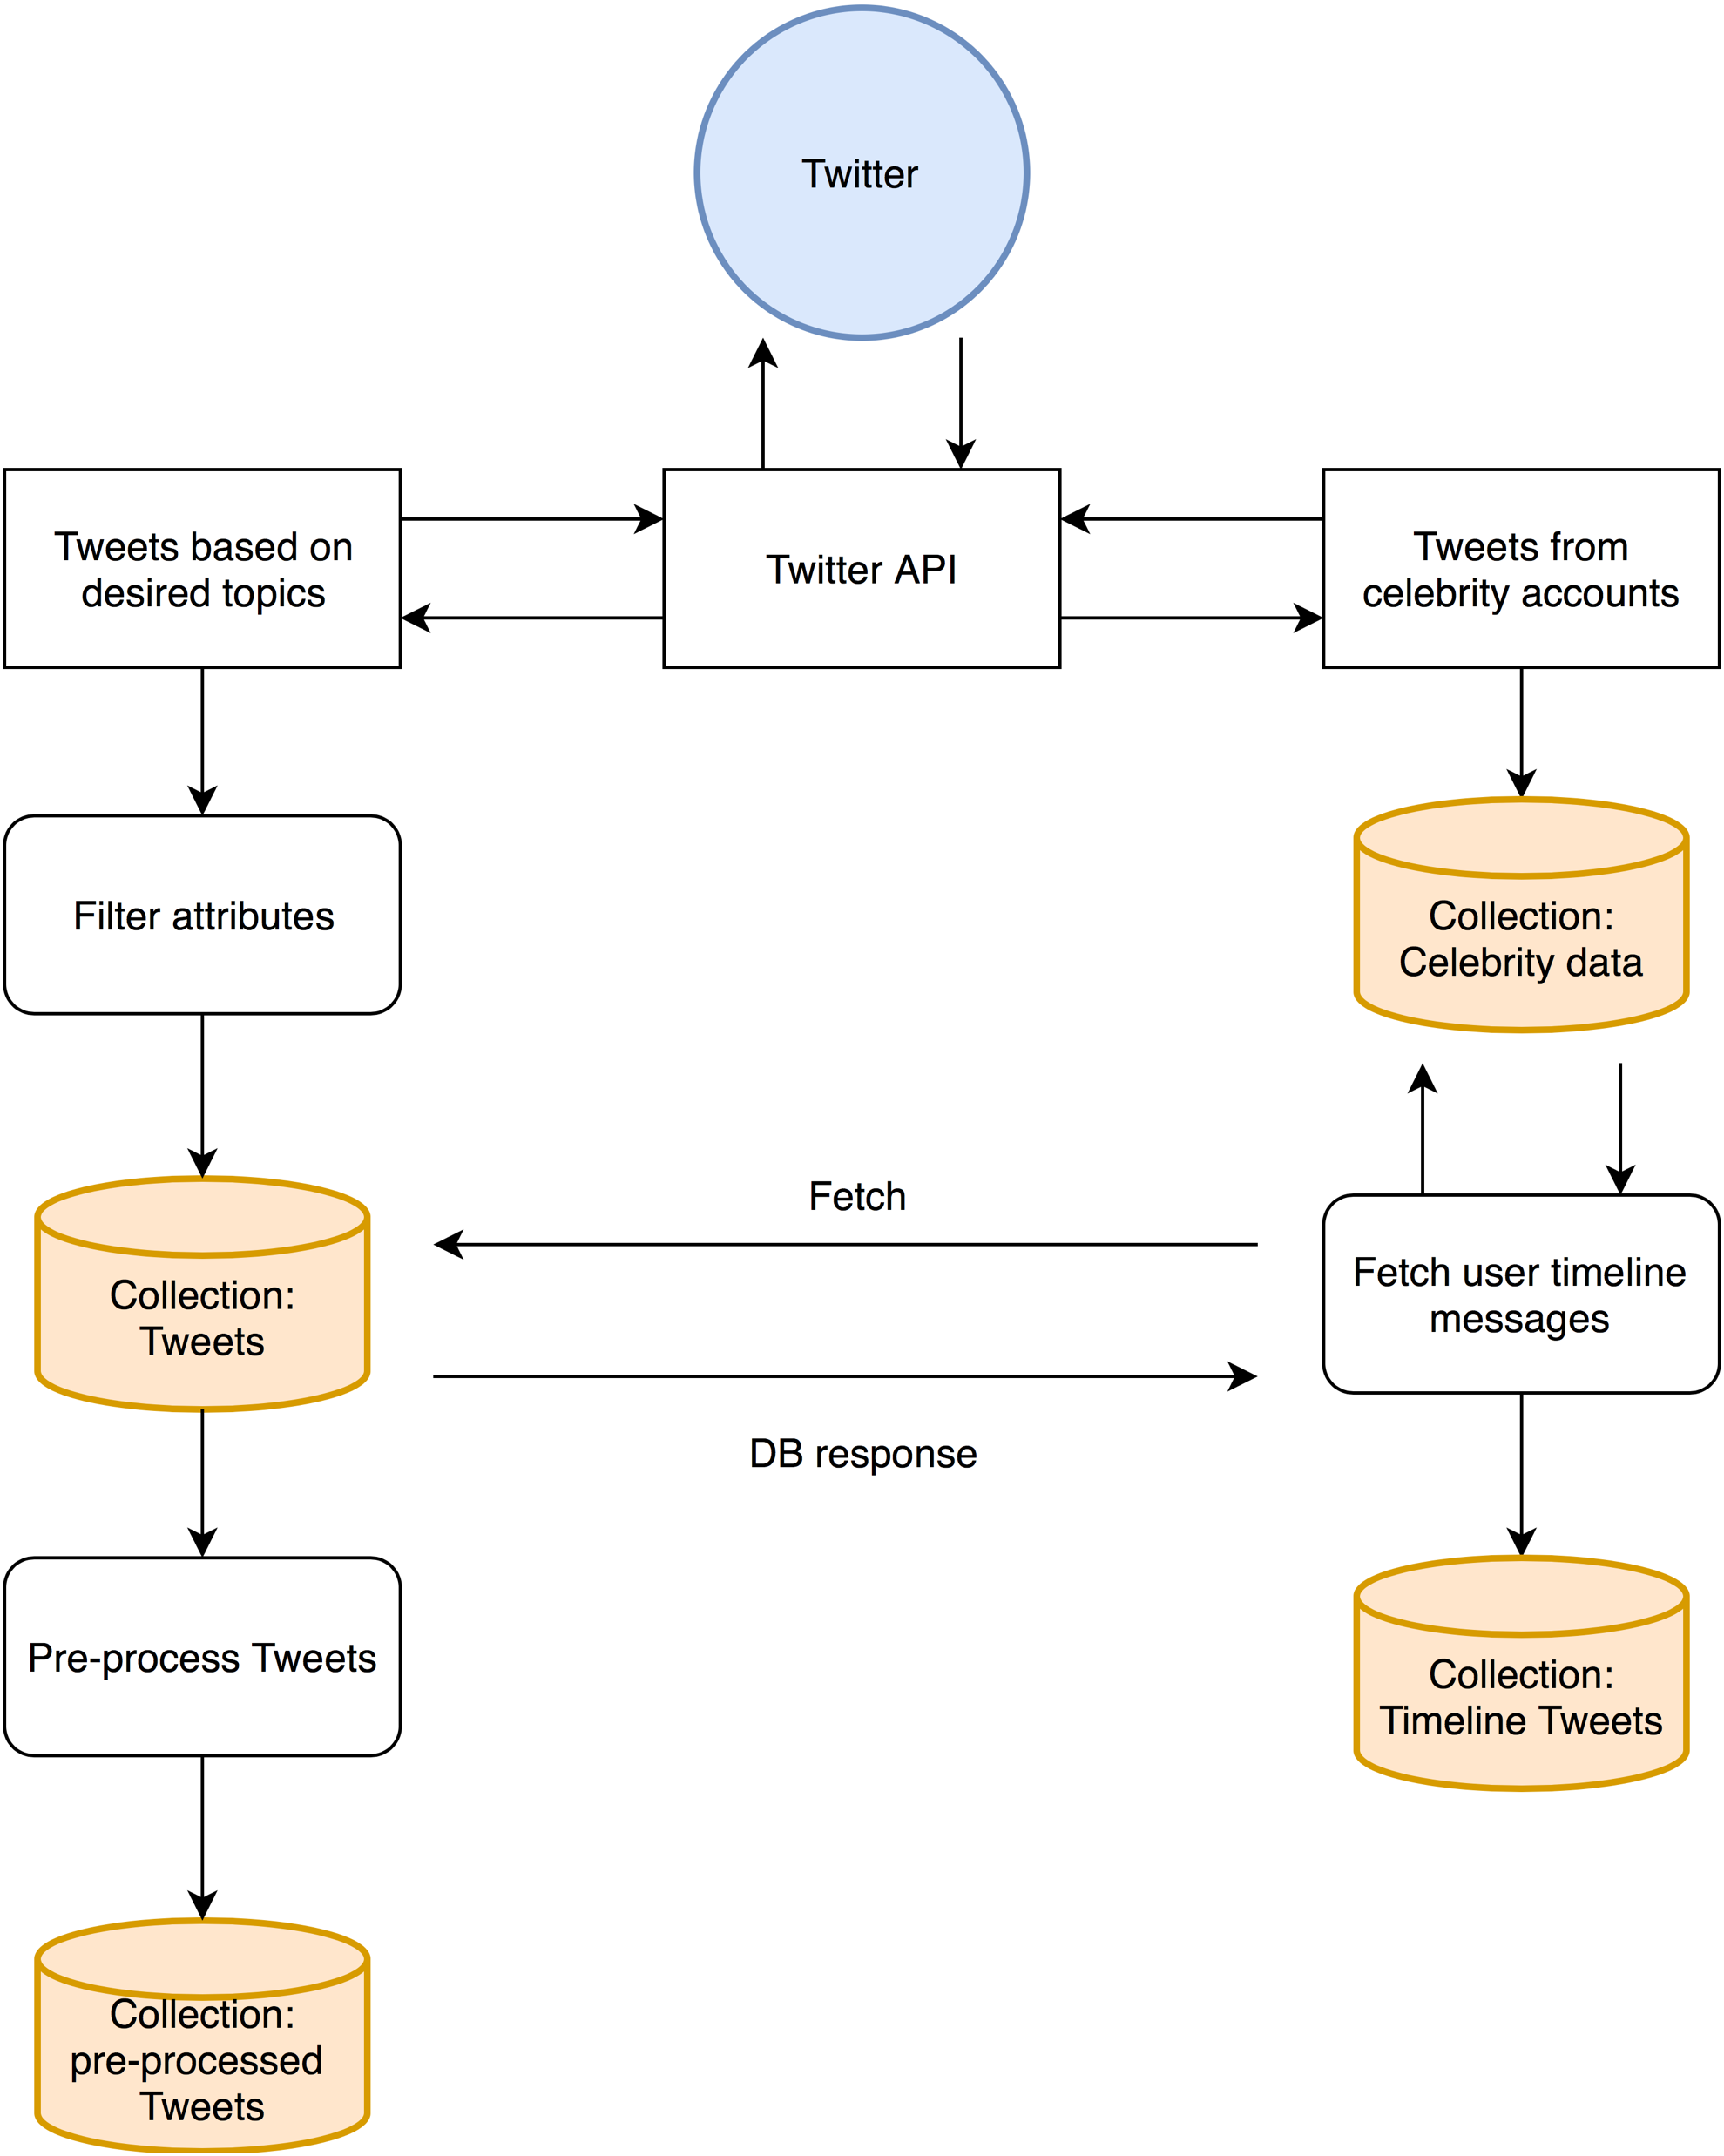 Twitter
Tweets based on
desired topics
Twitter API
Tweets from
celebrity accounts
Filter attributes
Collection:
Celebrity data
Fetch
Collection:
Tweets
Fetch user timeline
messages
DB response
Pre-process Tweets
Collection:
Timeline Tweets
Collection:
pre-processed
Tweets